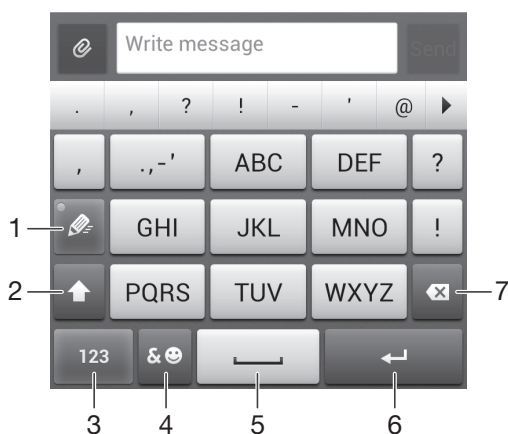 Write message Send
. , ? ! - ' @
, .,-' ABC DEF ?
1 GHI JKL MNO !
2 PQRS TUV WXYZ 7
123 &
3 4 5 6